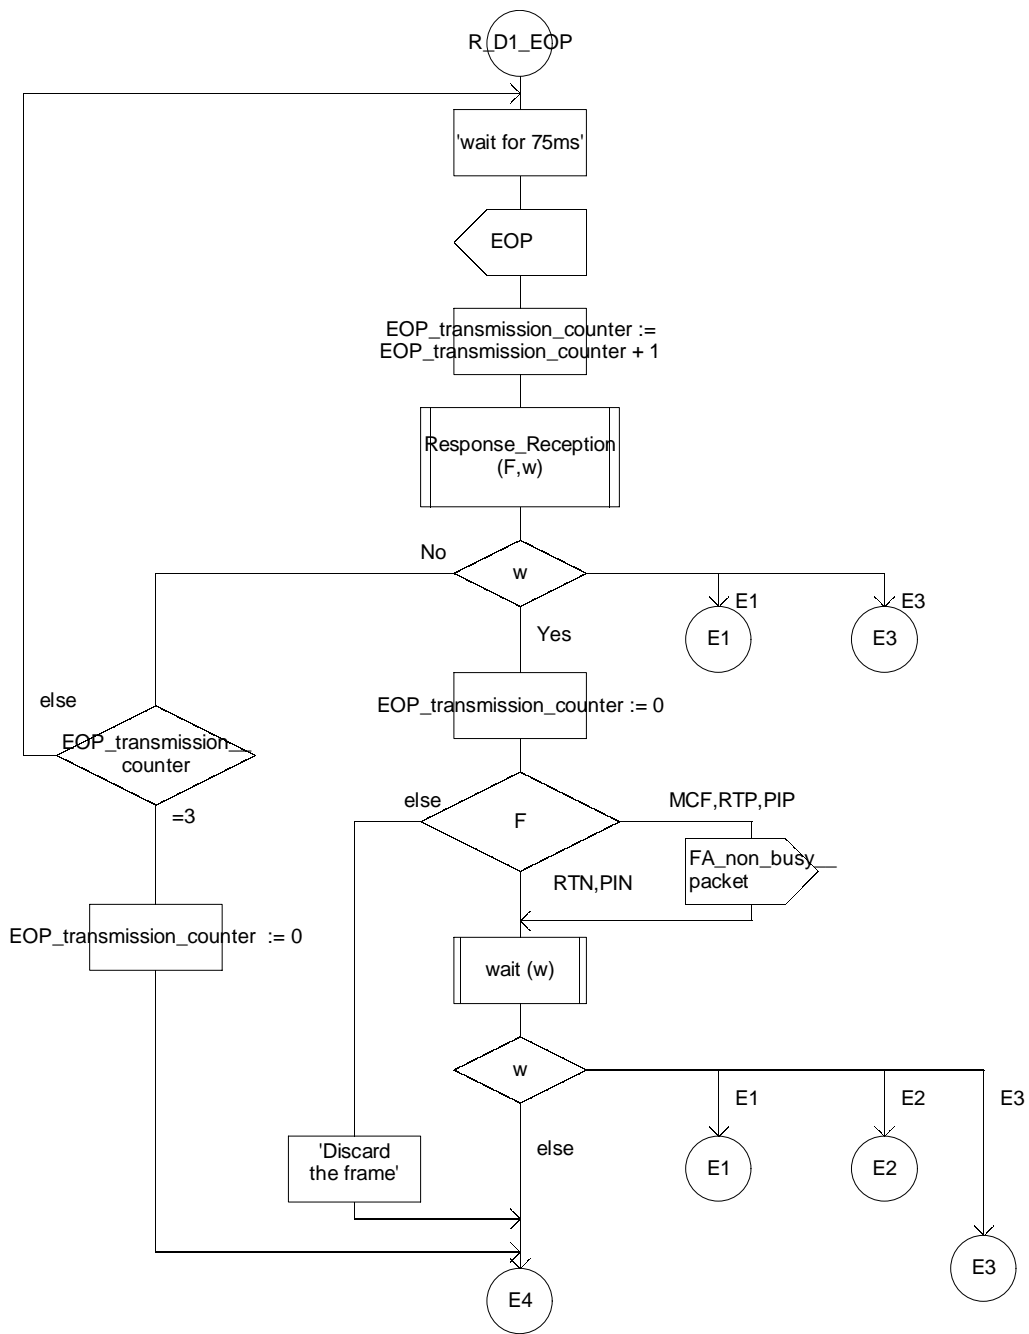 R_D1_EOP
'wait for 75ms'
EOP
EOP_transmission_counter :=
EOP_transmission_counter + 1
Response_Reception
(F,w)
No
w
E1
E3
E1
E3
Yes
EOP_transmission_counter := 0
else
EOP_transmission_
counter
=3
else
F
MCF,RTP,PIP
FA_non_busy_
packet
RTN,PIN
EOP_transmission_counter := 0
wait (w)
w
E1
E2
E3
else
'Discard
the frame'
E1
E2
E3
E4